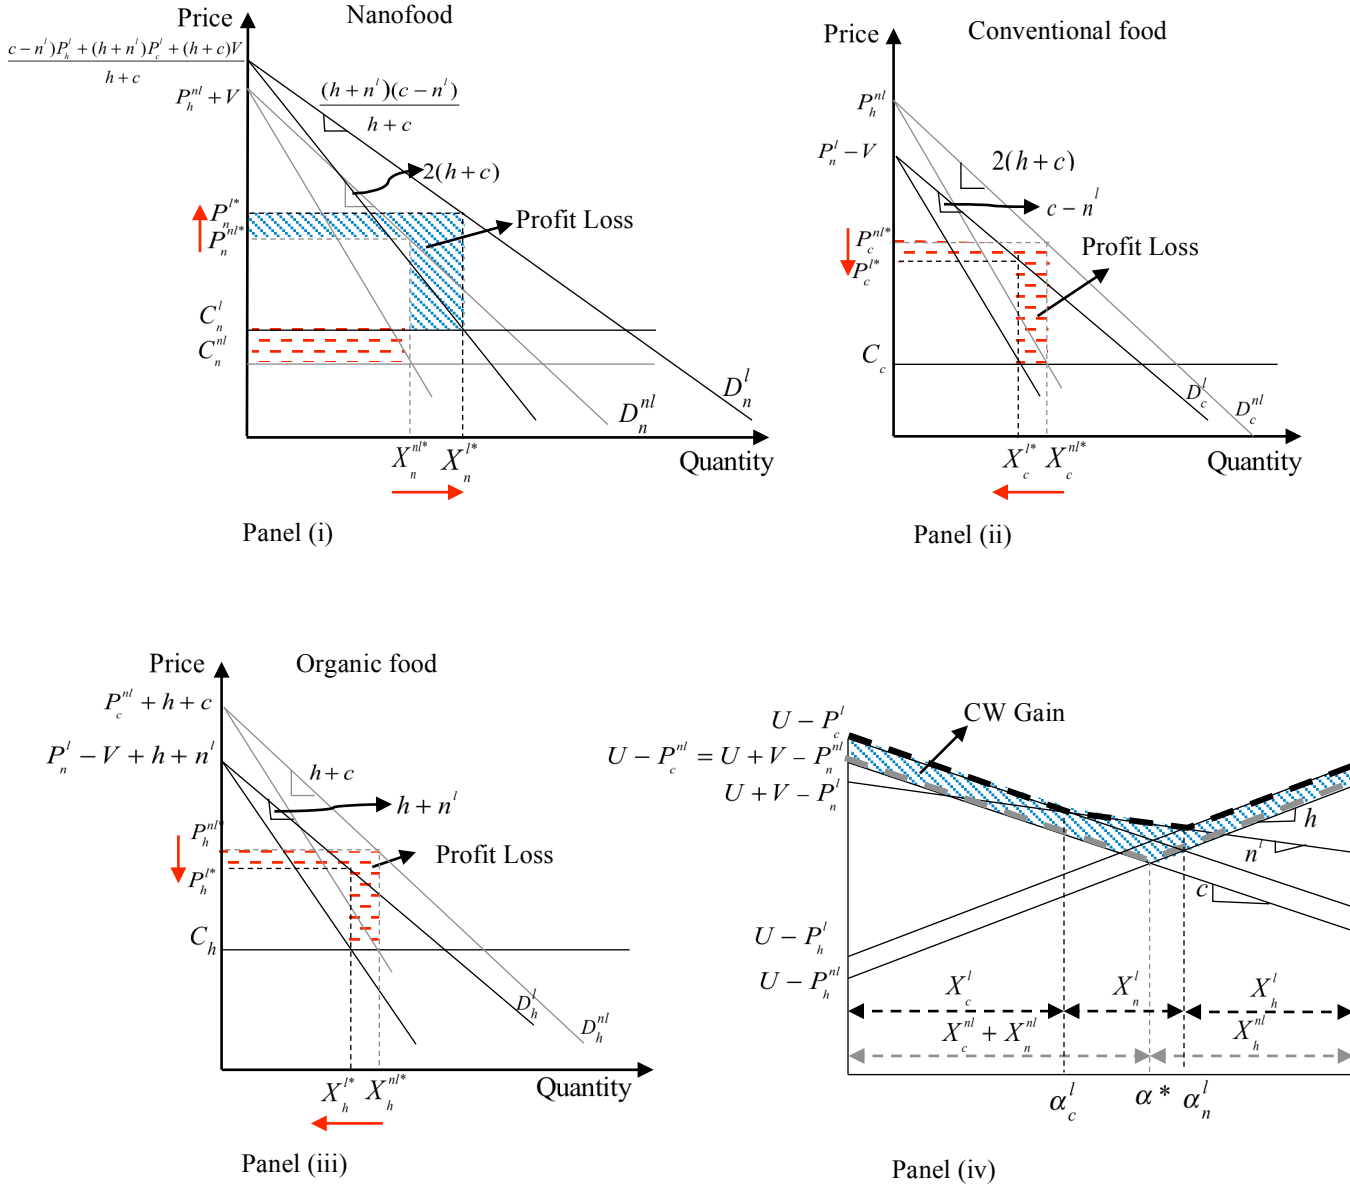 Nanofood
Price
c − n^l)P_h^l + (h + n^l)P_c^l + (h + c)V
h + c
P_h^{nl} + V
(h + n^l)(c − n^l)
h + c
2(h + c)
P_n^{l*}
P_n^{nl*}
Profit Loss
C_n^l
C_n^{nl}
D_n^l
D_n^{nl}
X_n^{nl*} X_n^{l*}
Quantity
Panel (i)
Conventional food
Price
P_h^{nl}
P_n^l − V
2(h + c)
c − n^l
P_c^{nl*}
P_c^{l*}
Profit Loss
C_c
D_c^l
D_c^{nl}
X_c^{l*} X_c^{nl*}
Quantity
Panel (ii)
Organic food
Price
P_c^{nl} + h + c
P_n^l − V + h + n^l
h + c
h + n^l
P_h^{nl*}
P_h^{l*}
Profit Loss
C_h
D_h^l
D_h^{nl}
X_h^{l*} X_h^{nl*}
Quantity
Panel (iii)
CW Gain
U − P_c^l
U − P_c^{nl} = U + V − P_n^{nl}
U + V − P_n^l
h
n^l
c
U − P_h^l
U − P_h^{nl}
X_c^l X_n^l X_h^l
X_c^{nl} + X_n^{nl} X_h^{nl}
α_c^l α* α_n^l
Panel (iv)